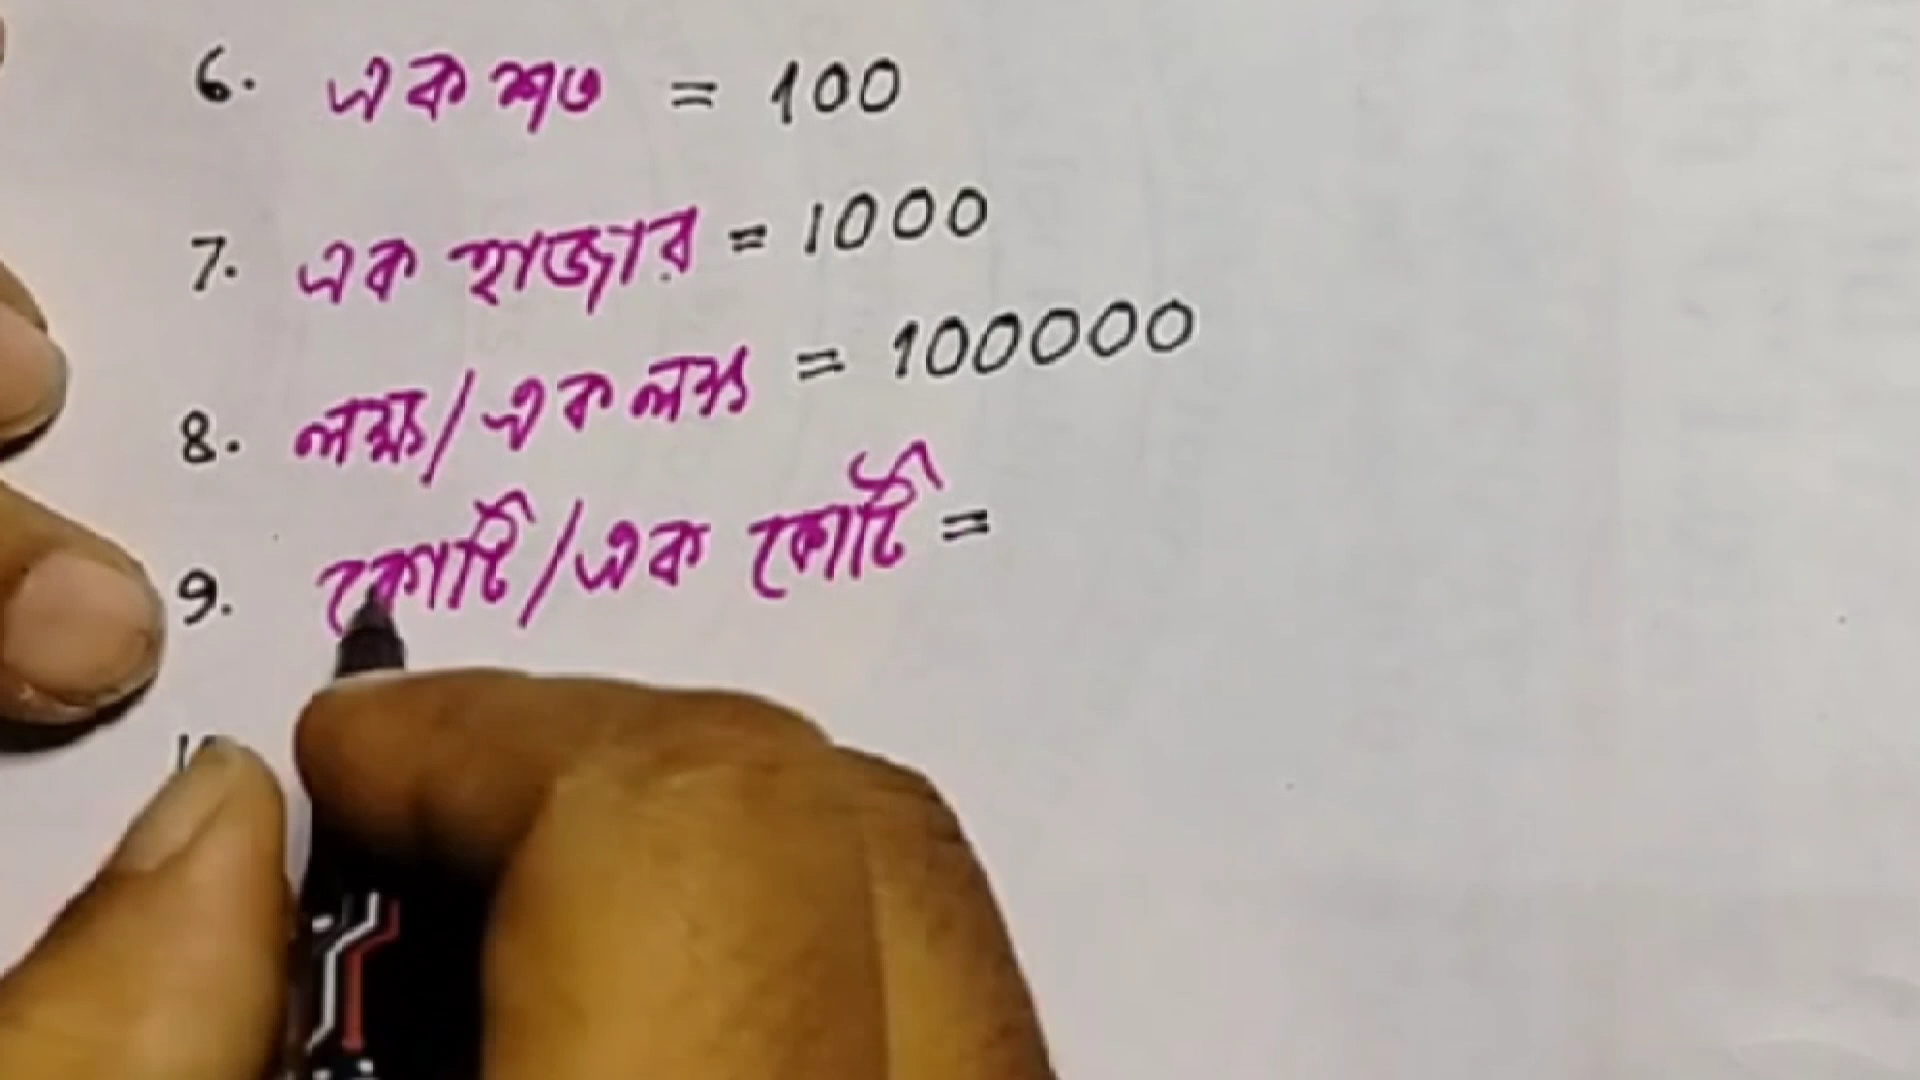 6. এক শত = 100
7. এক হাজার = 1000
8. লক্ষ/এক লক্ষ = 100000
9. কোটি/এক কোটি =